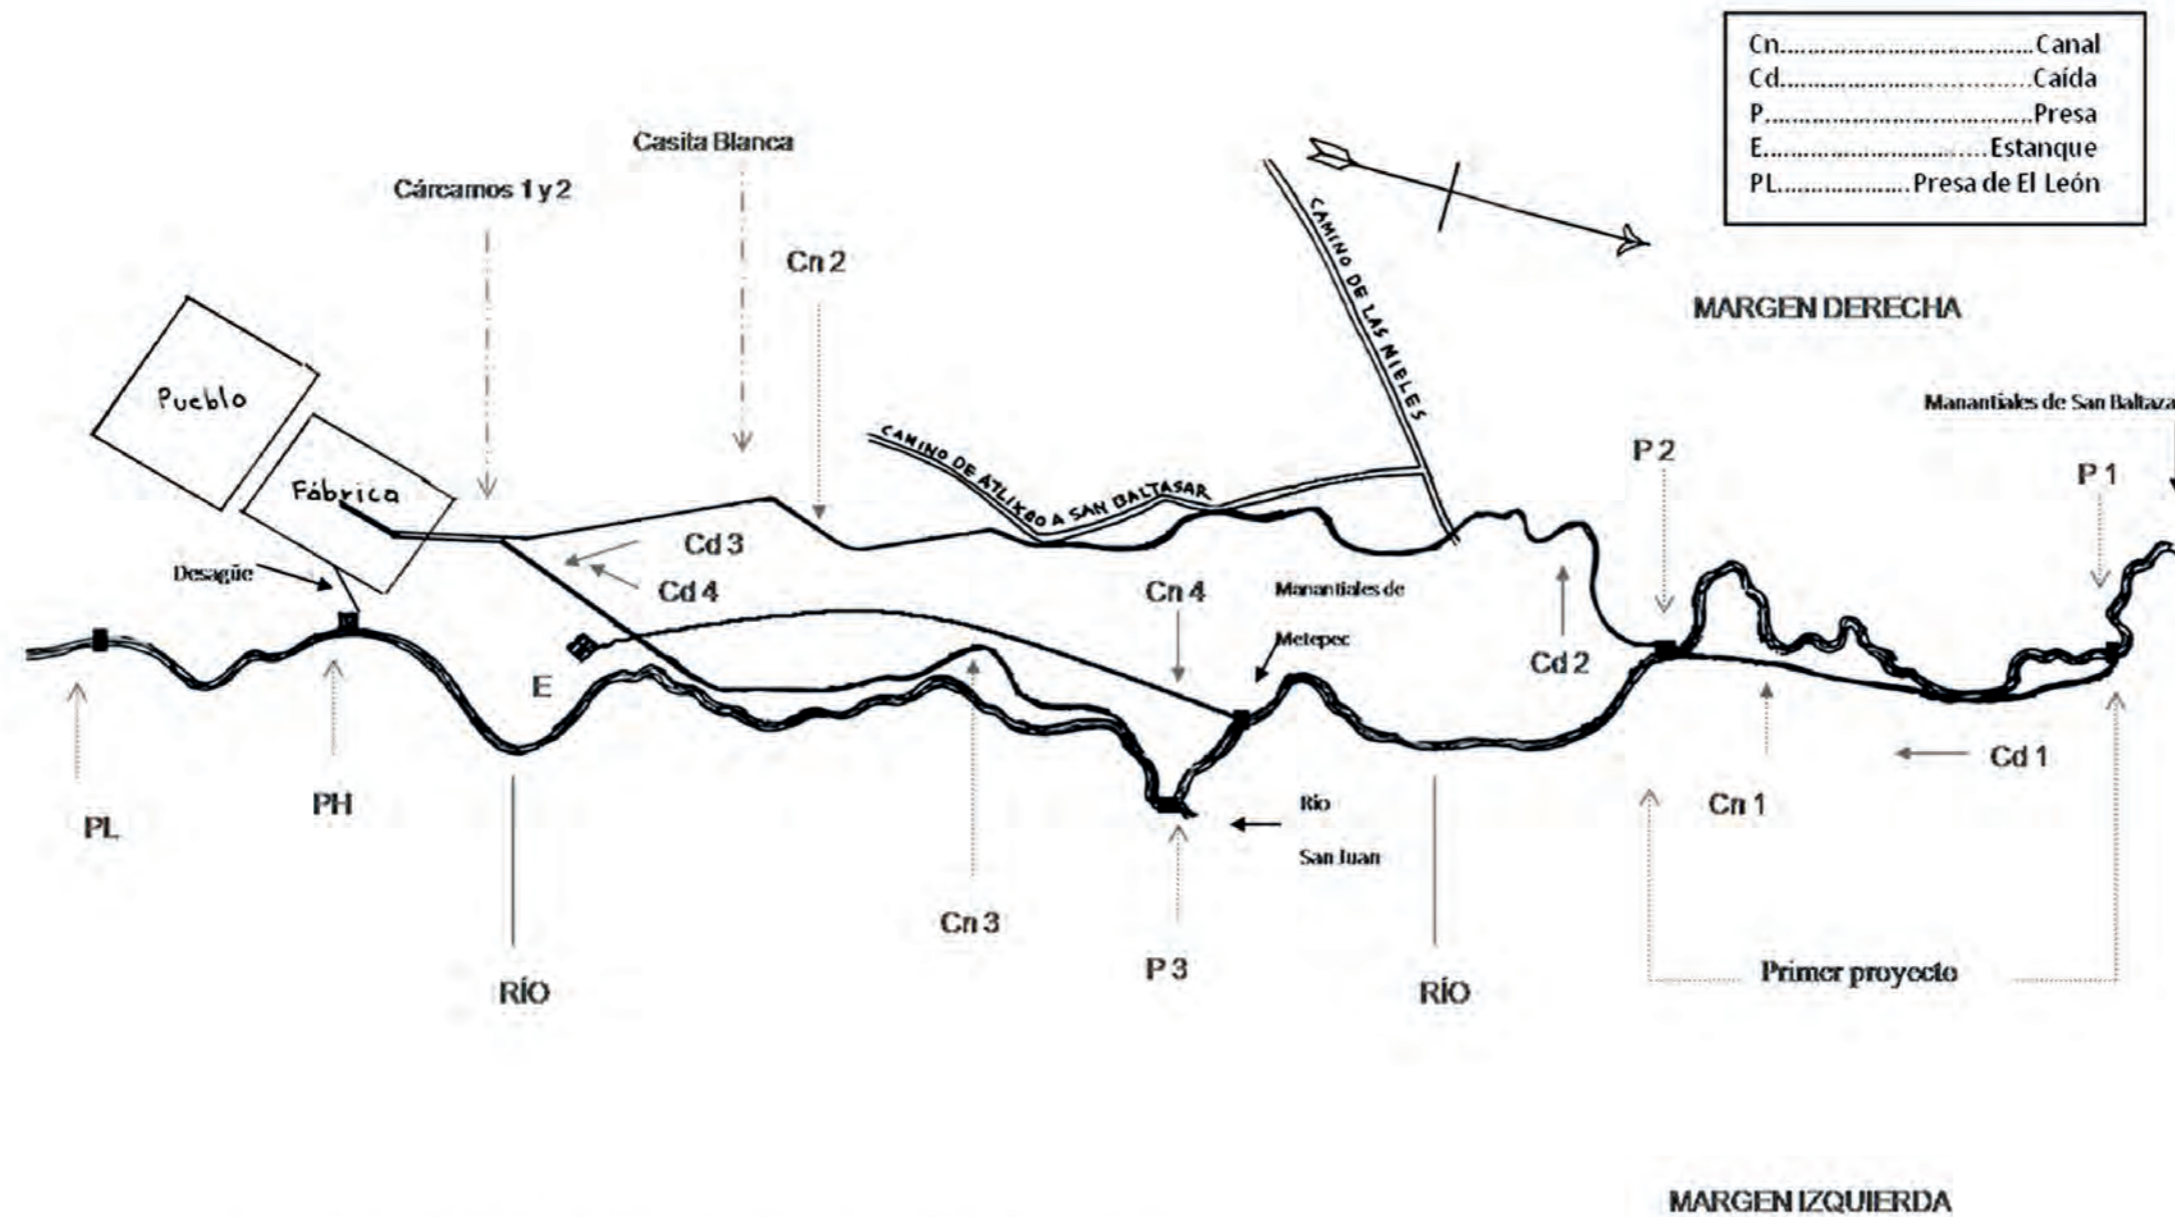 Cn....................................Canal
Cd....................................Caída
P.......................................Presa
E.................................Estanque
PL....................Presa de El León
Casita Blanca
Cárcamos 1 y 2
Cn 2
CAMINO DE LAS NIELES
MARGEN DERECHA
Pueblo
Manantiales de San Baltaza
P 2
P 1
CAMINO DE ATLIXCO A SAN BALTASAR
Fábrica
Cd 3
Desagüe
Cd 4
Cn 4
Manantiales de
Metepec
Cd 2
E
Cd 1
PH
Río
Cn 1
PL
San Juan
Cn 3
P 3
Primer proyecto
RÍO
RÍO
MARGEN IZQUIERDA